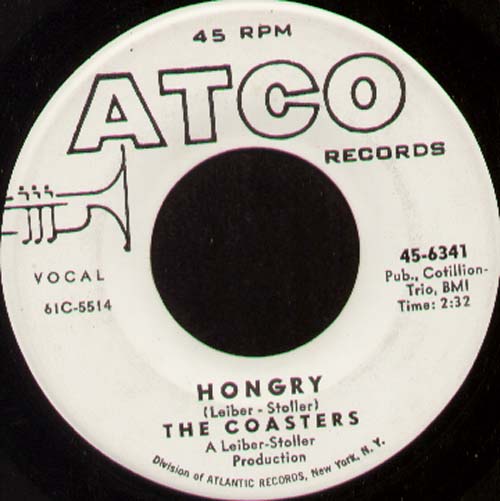 45 RPM
ATCO
RECORDS
VOCAL
61C-5514
45-6341
Pub., Cotillion-
Trio, BMI
Time: 2:32
HONGRY
(Leiber - Stoller)
THE COASTERS
A Leiber-Stoller
Production
Division of ATLANTIC RECORDS, New York, N. Y.